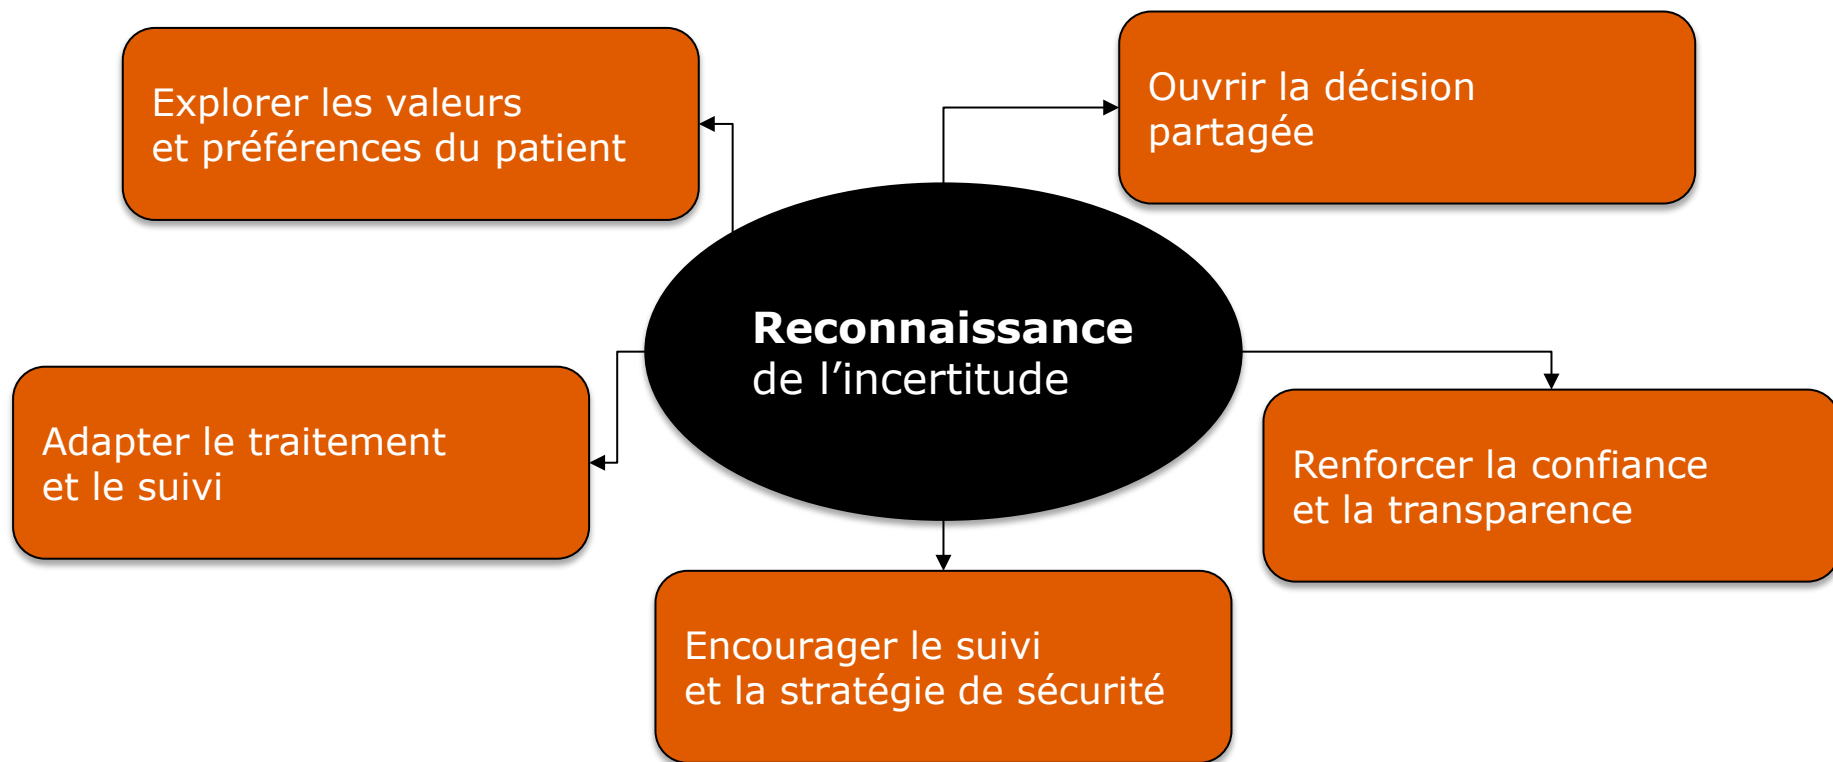 Explorer les valeurs
et préférences du patient
Ouvrir la décision
partagée
Reconnaissance
de l’incertitude
Adapter le traitement
et le suivi
Renforcer la confiance
et la transparence
Encourager le suivi
et la stratégie de sécurité